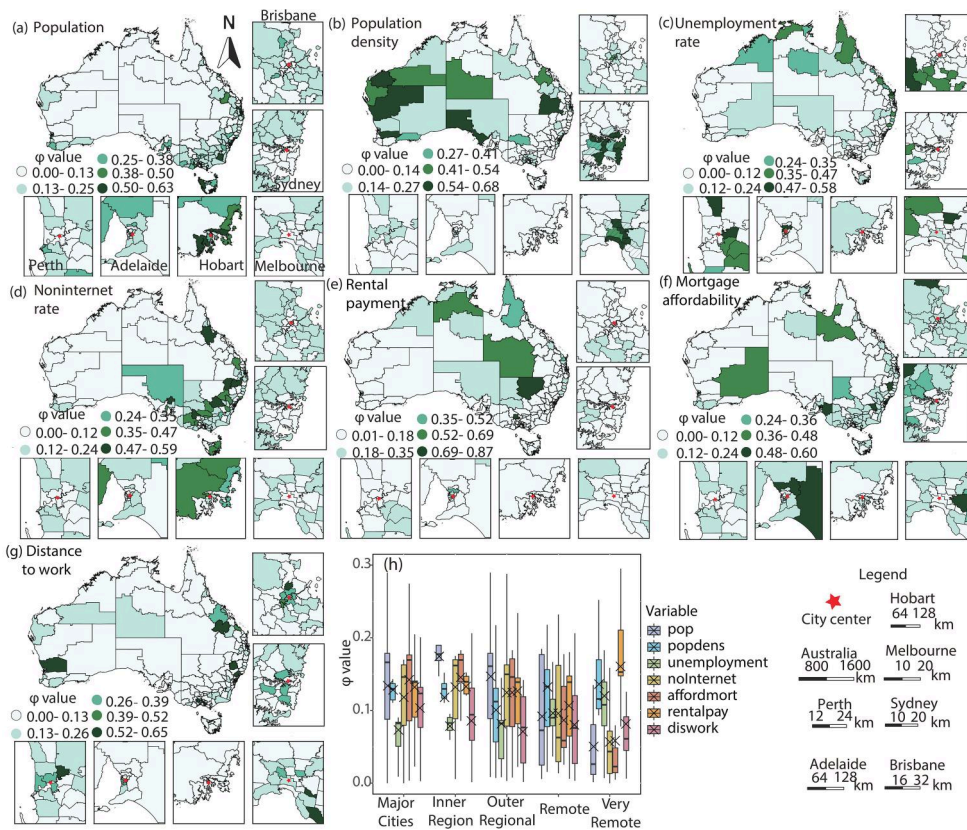 (a) Population
N
Brisbane
φ value
0.00- 0.13
0.13- 0.25
0.25- 0.38
0.38- 0.50
0.50- 0.63
Sydney
Perth
Adelaide
Hobart
Melbourne
(b) Population
density
φ value
0.00- 0.14
0.14- 0.27
0.27- 0.41
0.41- 0.54
0.54- 0.68
(c) Unemployment
rate
φ value
0.00- 0.12
0.12- 0.24
0.24- 0.35
0.35- 0.47
0.47- 0.58
(d) Noninternet
rate
φ value
0.00- 0.12
0.12- 0.24
0.24- 0.35
0.35- 0.47
0.47- 0.59
(e) Rental
payment
φ value
0.01- 0.18
0.18- 0.35
0.35- 0.52
0.52- 0.69
0.69- 0.87
(f) Mortgage
affordability
φ value
0.00- 0.12
0.12- 0.24
0.24- 0.36
0.36- 0.48
0.48- 0.60
(g) Distance
to work
φ value
0.00- 0.13
0.13- 0.26
0.26- 0.39
0.39- 0.52
0.52- 0.65
(h)
φ value
0.3
0.2
0.1
0.0
Major
Cities
Inner
Region
Outer
Regional
Remote
Very
Remote
Variable
pop
popdens
unemployment
noInternet
affordmort
rentalpay
diswork
Legend
City center
Hobart
64 128
km
Australia
800 1600
km
Melbourne
10 20
km
Perth
12 24
km
Sydney
10 20
km
Adelaide
64 128
km
Brisbane
16 32
km